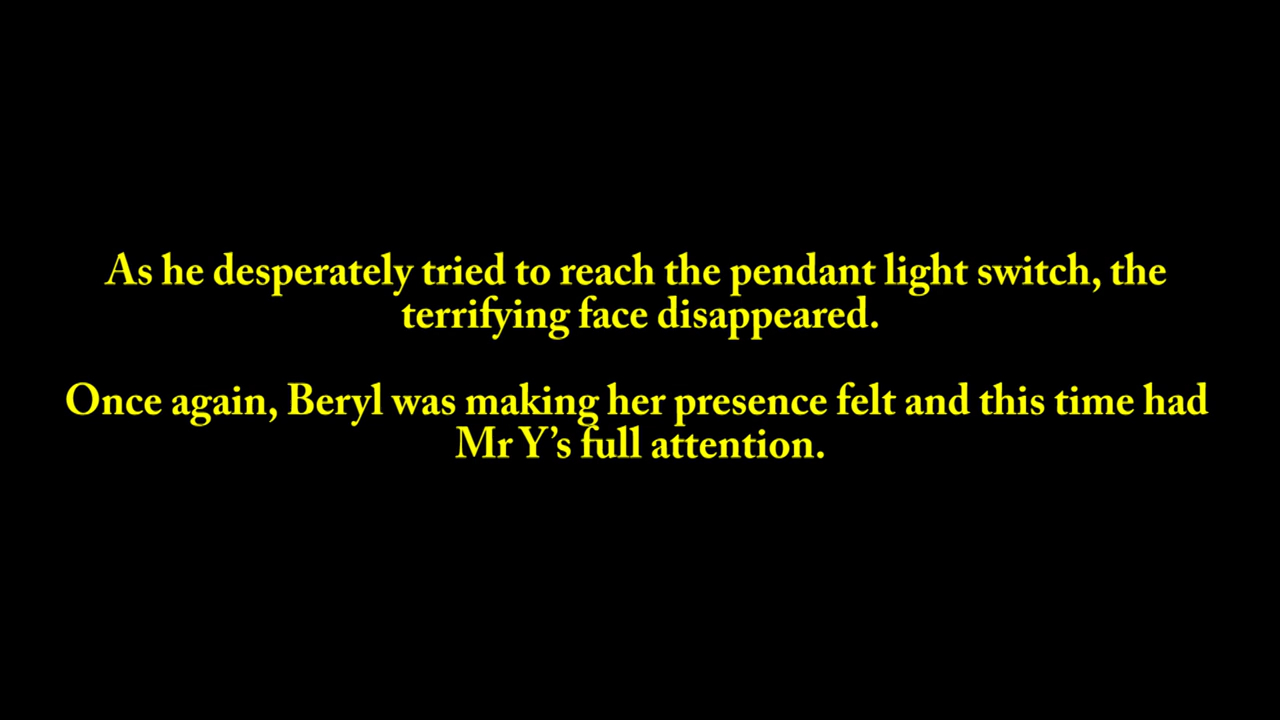 As he desperately tried to reach the pendant light switch, the
terrifying face disappeared.
Once again, Beryl was making her presence felt and this time had
Mr Y’s full attention.